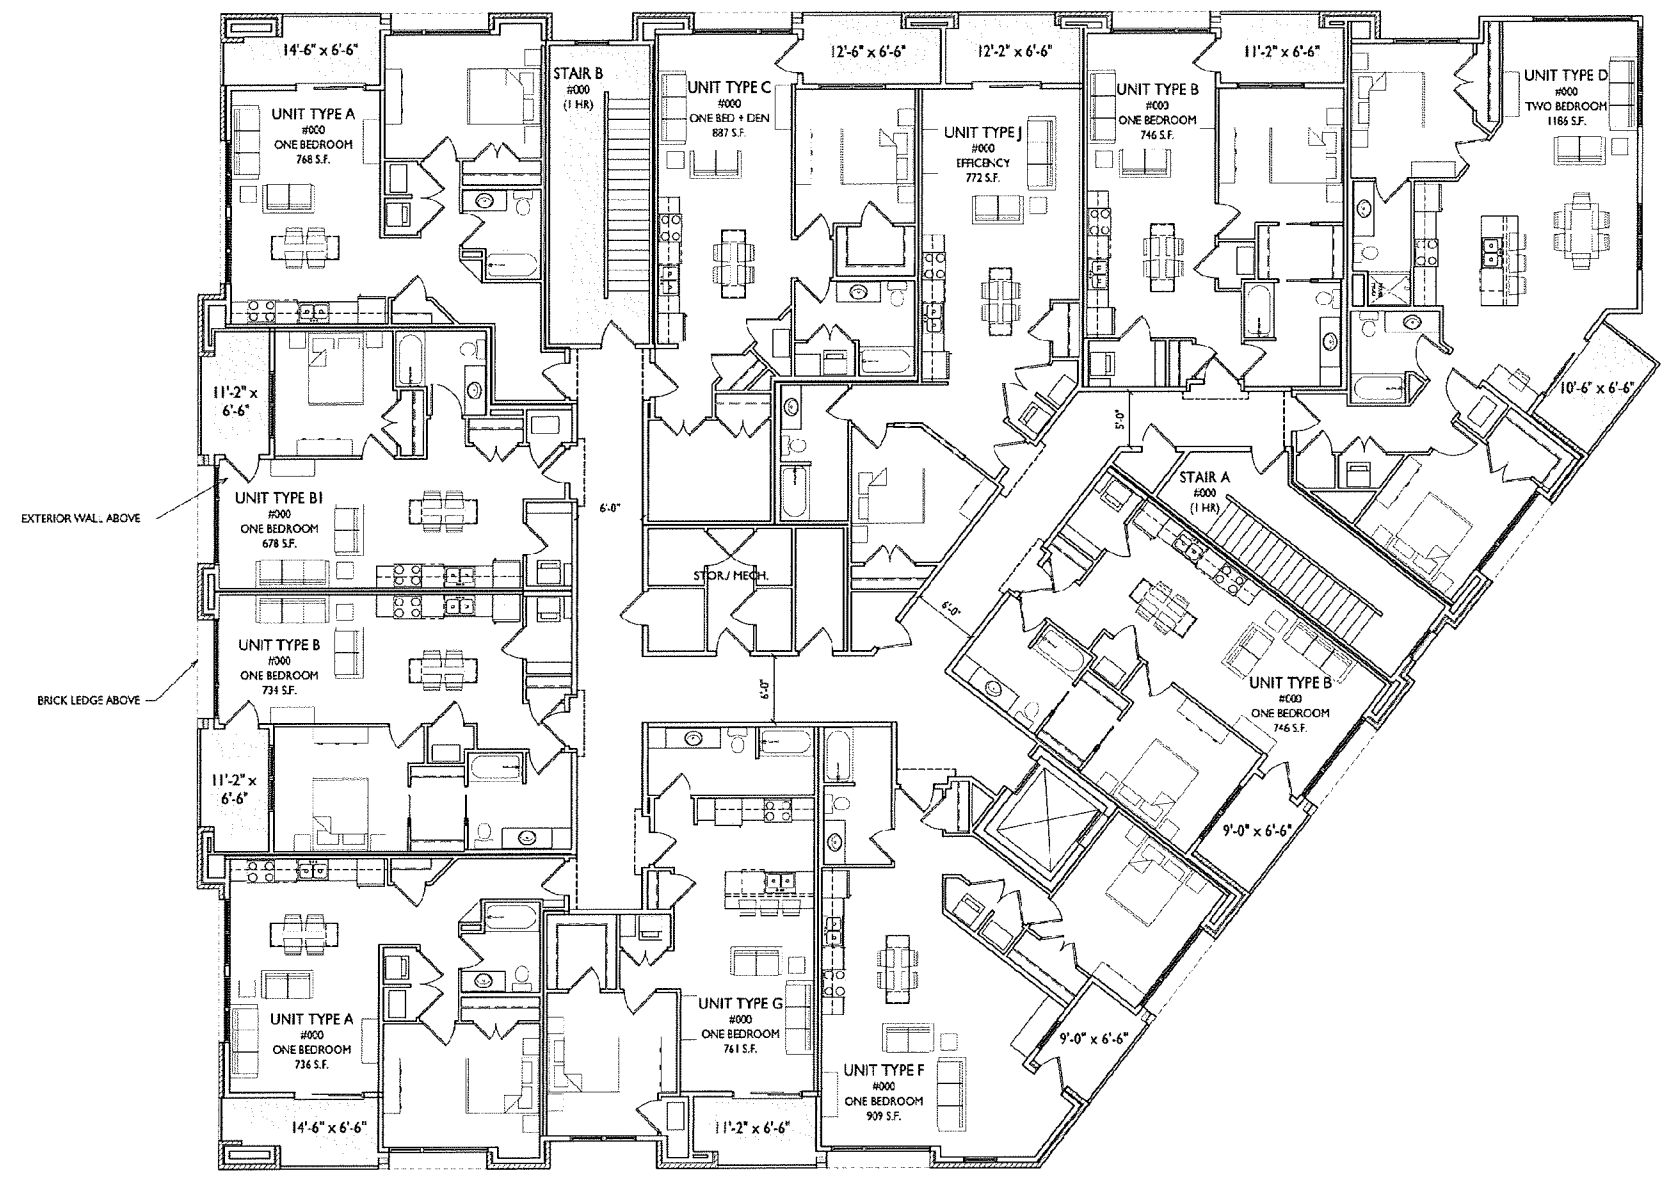 14'-6" x 6'-6"
UNIT TYPE A
#000
ONE BEDROOM
768 S.F.
STAIR B
#000
(1 HR)
UNIT TYPE C
#000
ONE BED + DEN
887 S.F.
12'-6" x 6'-6"
12'-2" x 6'-6"
UNIT TYPE J
#000
EFFICENCY
772 S.F.
UNIT TYPE B
#000
ONE BEDROOM
746 S.F.
11'-2" x 6'-6"
UNIT TYPE D
#000
TWO BEDROOM
1186 S.F.
10'-6" x 6'-6"
11'-2" x
6'-6"
5'-0"
EXTERIOR WALL ABOVE
UNIT TYPE B1
#000
ONE BEDROOM
678 S.F.
6'-0"
STAIR A
#000
(1 HR)
STOR./ MECH.
6'-0"
BRICK LEDGE ABOVE
UNIT TYPE B
#000
ONE BEDROOM
734 S.F.
6'-0"
UNIT TYPE B
#000
ONE BEDROOM
746 S.F.
11'-2" x
6'-6"
9'-0" x 6'-6"
UNIT TYPE A
#000
ONE BEDROOM
736 S.F.
UNIT TYPE G
#000
ONE BEDROOM
761 S.F.
9'-0" x 6'-6"
UNIT TYPE F
#000
ONE BEDROOM
909 S.F.
14'-6" x 6'-6"
11'-2" x 6'-6"